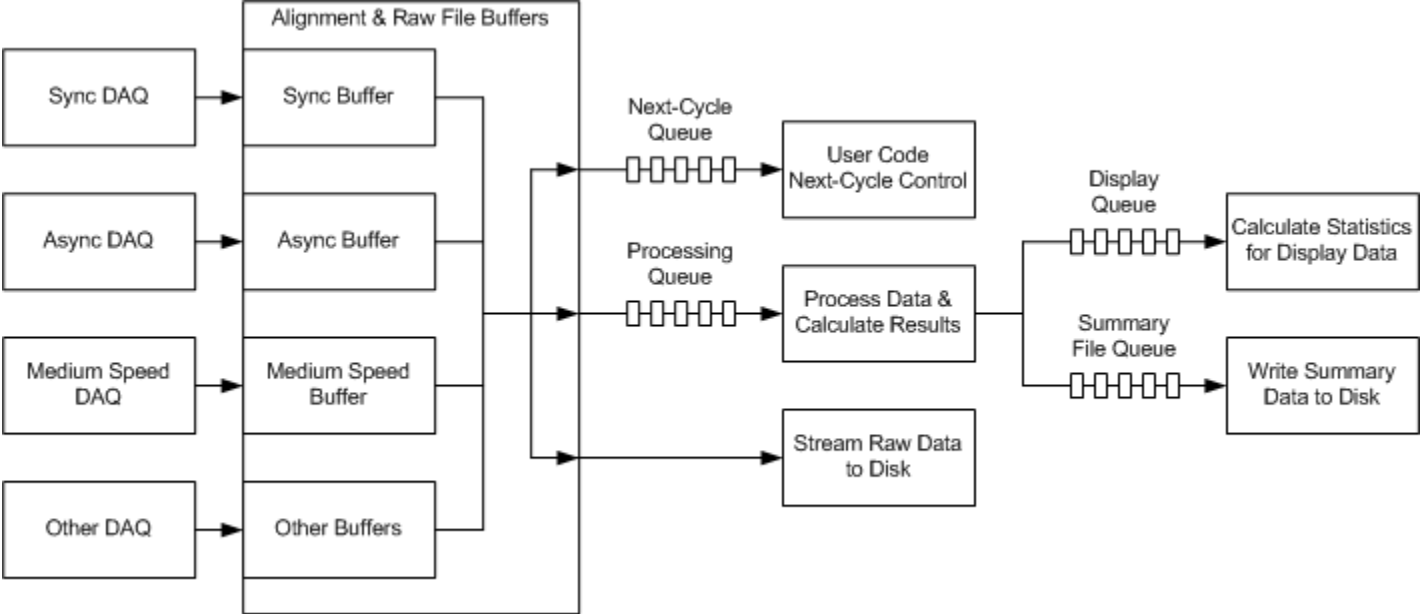 Alignment & Raw File Buffers
Sync DAQ
Sync Buffer
Async DAQ
Async Buffer
Medium Speed
DAQ
Medium Speed
Buffer
Other DAQ
Other Buffers
Next-Cycle
Queue
User Code
Next-Cycle Control
Processing
Queue
Process Data &
Calculate Results
Stream Raw Data
to Disk
Display
Queue
Calculate Statistics
for Display Data
Summary
File Queue
Write Summary
Data to Disk